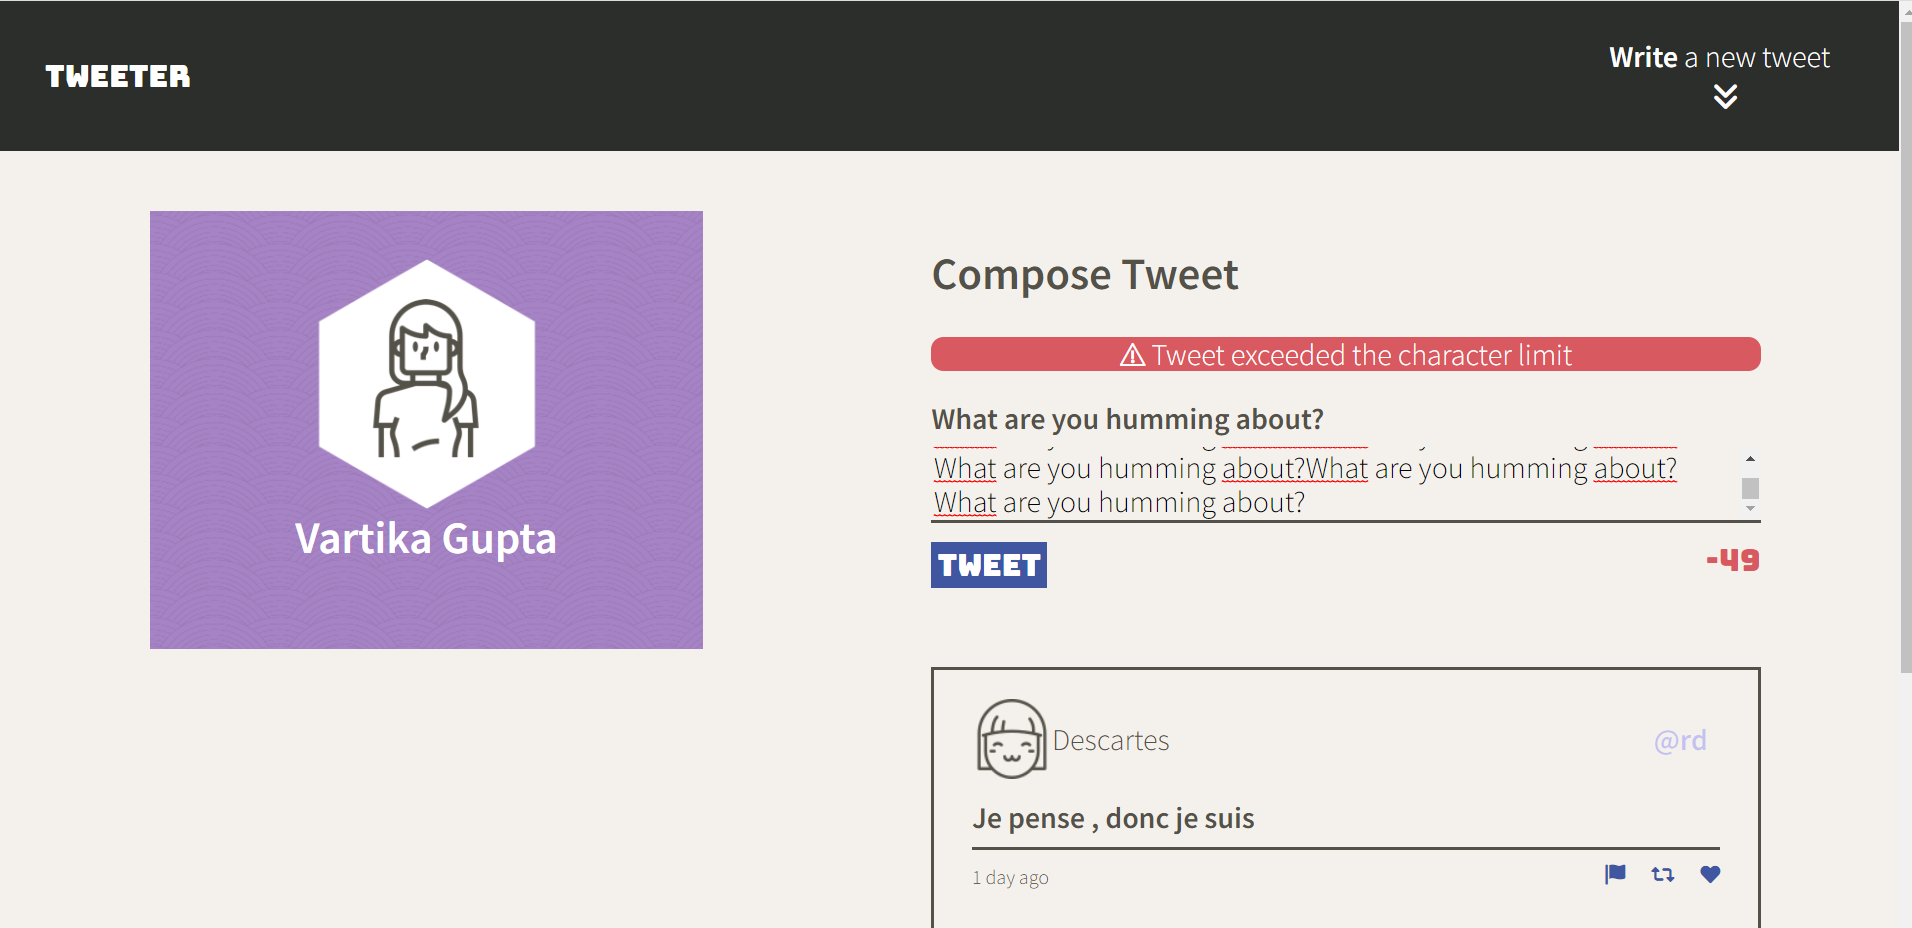 TWEETER
Write a new tweet
Vartika Gupta
Compose Tweet
Tweet exceeded the character limit
What are you humming about?
What are you humming about?What are you humming about?
What are you humming about?
TWEET
-49
Descartes
@rd
Je pense , donc je suis
1 day ago